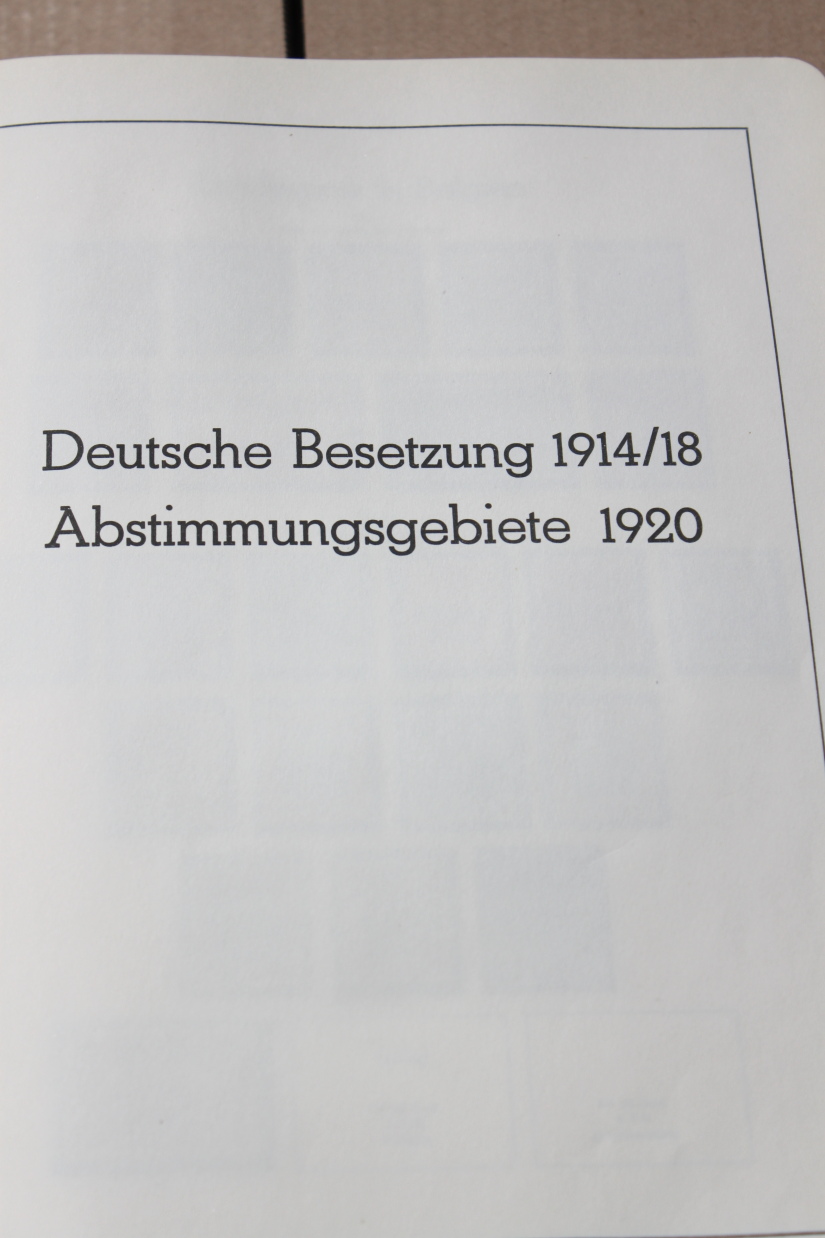 Deutsche Besetzung 1914/18
Abstimmungsgebiete 1920